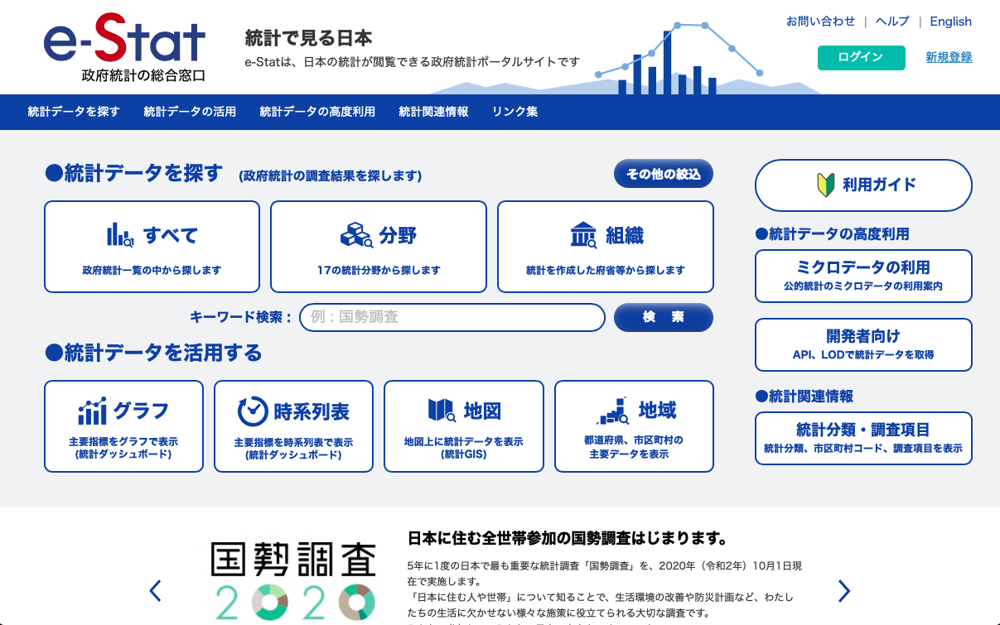 e-Stat
政府統計の総合窓口
統計で見る日本
e-Statは、日本の統計が閲覧できる政府統計ポータルサイトです
お問い合わせ | ヘルプ | English
ログイン
新規登録
統計データを探す 統計データの活用 統計データの高度利用 統計関連情報 リンク集
●統計データを探す (政府統計の調査結果を探します)
その他の絞込
すべて
政府統計一覧の中から探します
分野
17の統計分野から探します
組織
統計を作成した府省等から探します
キーワード検索：
例：国勢調査
検 索
●統計データを活用する
グラフ
主要指標をグラフで表示
(統計ダッシュボード)
時系列表
主要指標を時系列表で表示
(統計ダッシュボード)
地図
地図上に統計データを表示
(統計GIS)
地域
都道府県、市区町村の
主要データを表示
利用ガイド
●統計データの高度利用
ミクロデータの利用
公的統計のミクロデータの利用案内
開発者向け
API、LODで統計データを取得
●統計関連情報
統計分類・調査項目
統計分類、市区町村コード、調査項目を表示
国勢調査
2020
日本に住む全世帯参加の国勢調査はじまります。
5年に1度の日本で最も重要な統計調査「国勢調査」を、2020年（令和2年）10月1日現
在で実施します。
「日本に住む人や世帯」について知ることで、生活環境の改善や防災計画など、わたし
たちの生活に欠かせない様々な施策に役立てられる大切な調査です。